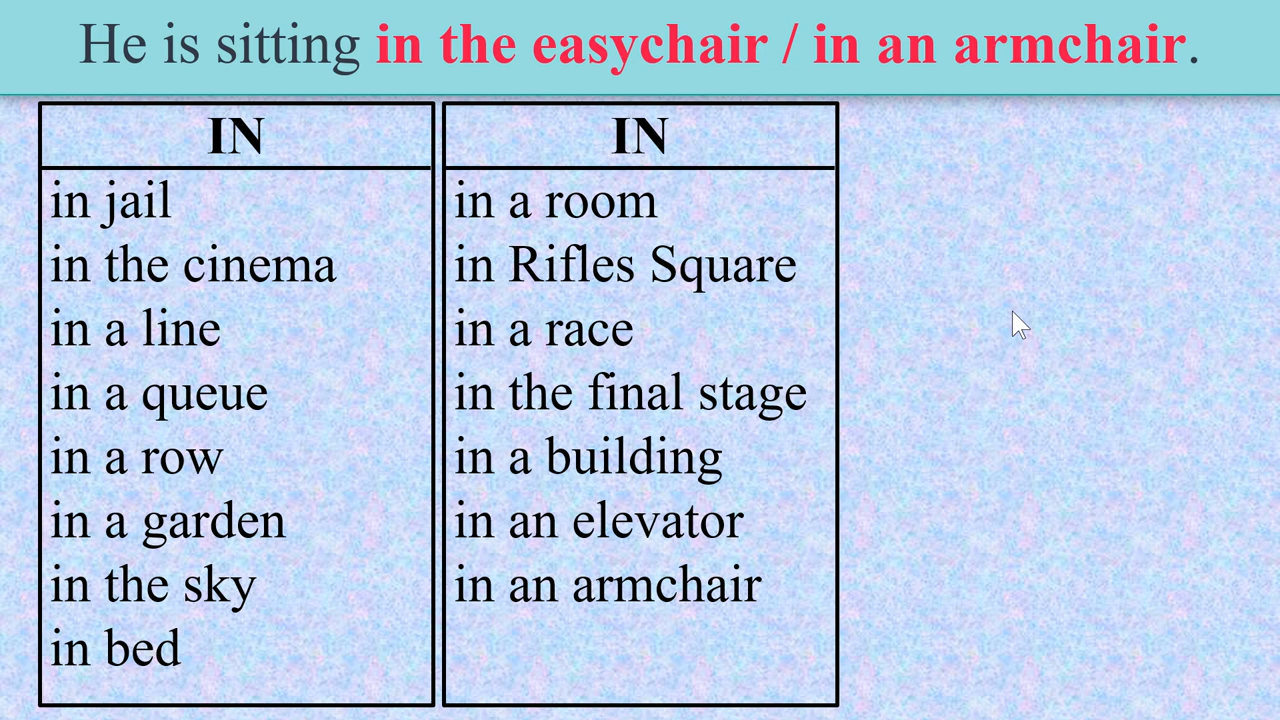 He is sitting in the easychair / in an armchair.
IN
in jail
in the cinema
in a line
in a queue
in a row
in a garden
in the sky
in bed
IN
in a room
in Rifles Square
in a race
in the final stage
in a building
in an elevator
in an armchair